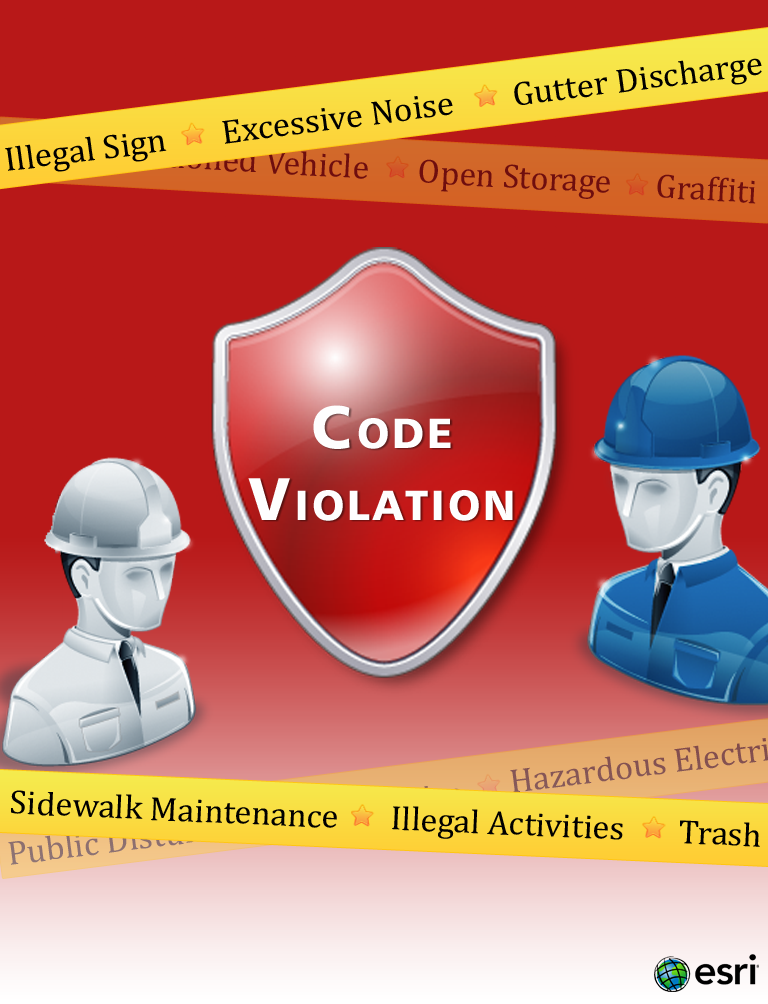 Illegal Sign Excessive Noise Gutter Discharge
Vehicle Open Storage Graffiti
CODE
VIOLATION
Hazardous
Sidewalk Maintenance Illegal Activities Trash
Public
esri